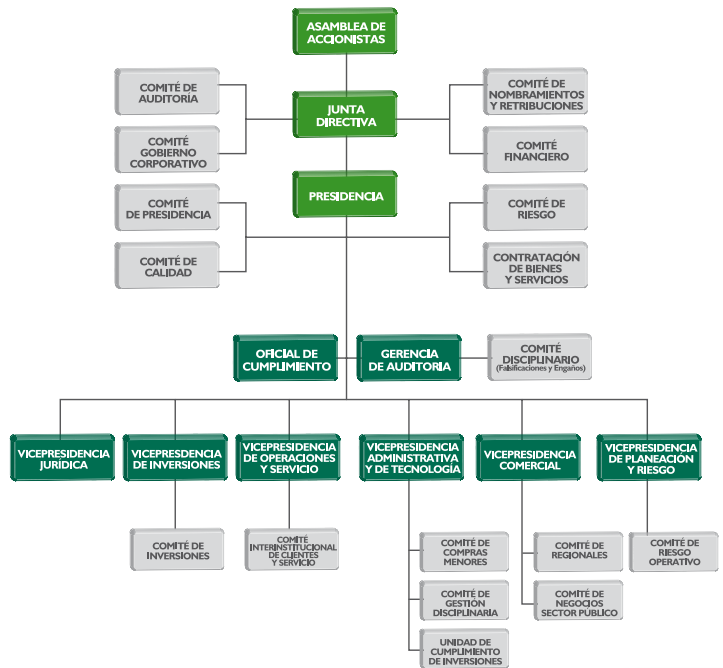 ASAMBLEA DE
ACCIONISTAS
COMITÉ DE
AUDITORÍA
JUNTA
DIRECTIVA
COMITÉ DE
NOMBRAMIENTOS
Y RETRIBUCIONES
COMITÉ
GOBIERNO
CORPORATIVO
COMITÉ
FINANCIERO
PRESIDENCIA
COMITÉ
DE PRESIDENCIA
COMITÉ DE
RIESGO
COMITÉ DE
CALIDAD
CONTRATACIÓN
DE BIENES
Y SERVICIOS
OFICIAL DE
CUMPLIMIENTO
GERENCIA
DE AUDITORIA
COMITÉ
DISCIPLINARIO
(Falsificaciones y Engaños)
VICEPRESIDENCIA
JURÍDICA
VICEPRESDENCIA
DE INVERSIONES
VICEPRESIDENCIA
DE OPERACIONES
Y SERVICIO
VICEPRESIDENCIA
ADMINISTRATIVA
Y DE TECNOLOGÍA
VICEPRESIDENCIA
COMERCIAL
VICEPRESIDENCIA
DE PLANEACIÓN
Y RIESGO
COMITÉ DE
INVERSIONES
COMITÉ
INTERINSTITUCIONAL
DE CLIENTES
Y SERVICIO
COMITÉ DE
COMPRAS
MENORES
COMITÉ DE
REGIONALES
COMITÉ DE
RIESGO
OPERATIVO
COMITÉ DE
GESTIÓN
DISCIPLINARIA
COMITÉ DE
NEGOCIOS
SECTOR PÚBLICO
UNIDAD DE
CUMPLIMIENTO
DE INVERSIONES